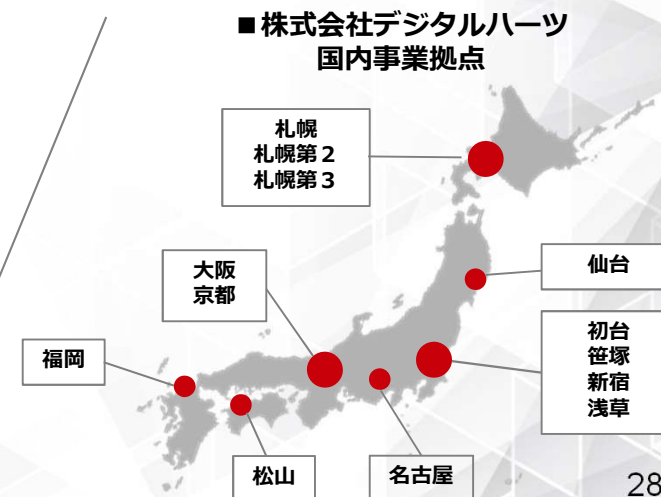 ■株式会社デジタルハーツ
国内事業拠点
札幌
札幌第２
札幌第３
大阪
京都
仙台
福岡
初台
笹塚
新宿
浅草
松山
名古屋
28